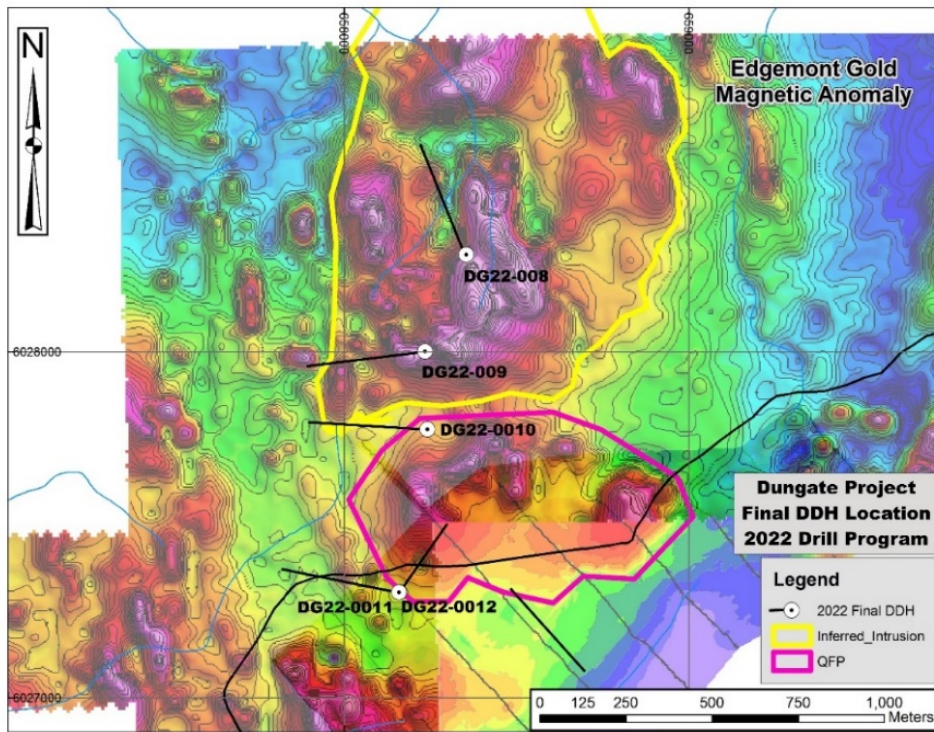 N
Edgemont Gold
Magnetic Anomaly
DG22-008
6028000
DG22-009
DG22-0010
Dungate Project
Final DDH Location
2022 Drill Program
DG22-0011 DG22-0012
Legend
2022 Final DDH
Inferred_Intrusion
QFP
6027000
0 125 250 500 750 1,000
Meters